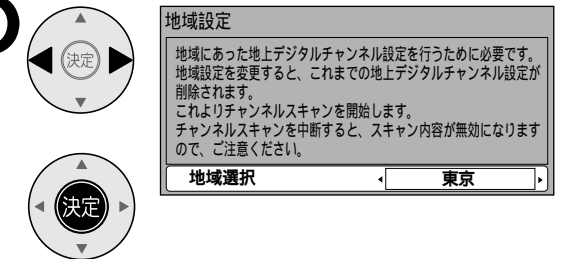 決定
地域設定
地域にあった地上デジタルチャンネル設定を行うために必要です。
地域設定を変更すると、これまでの地上デジタルチャンネル設定が
削除されます。
これよりチャンネルスキャンを開始します。
チャンネルスキャンを中断すると、スキャン内容が無効になります
ので、ご注意ください。
地域選択 東京
決定